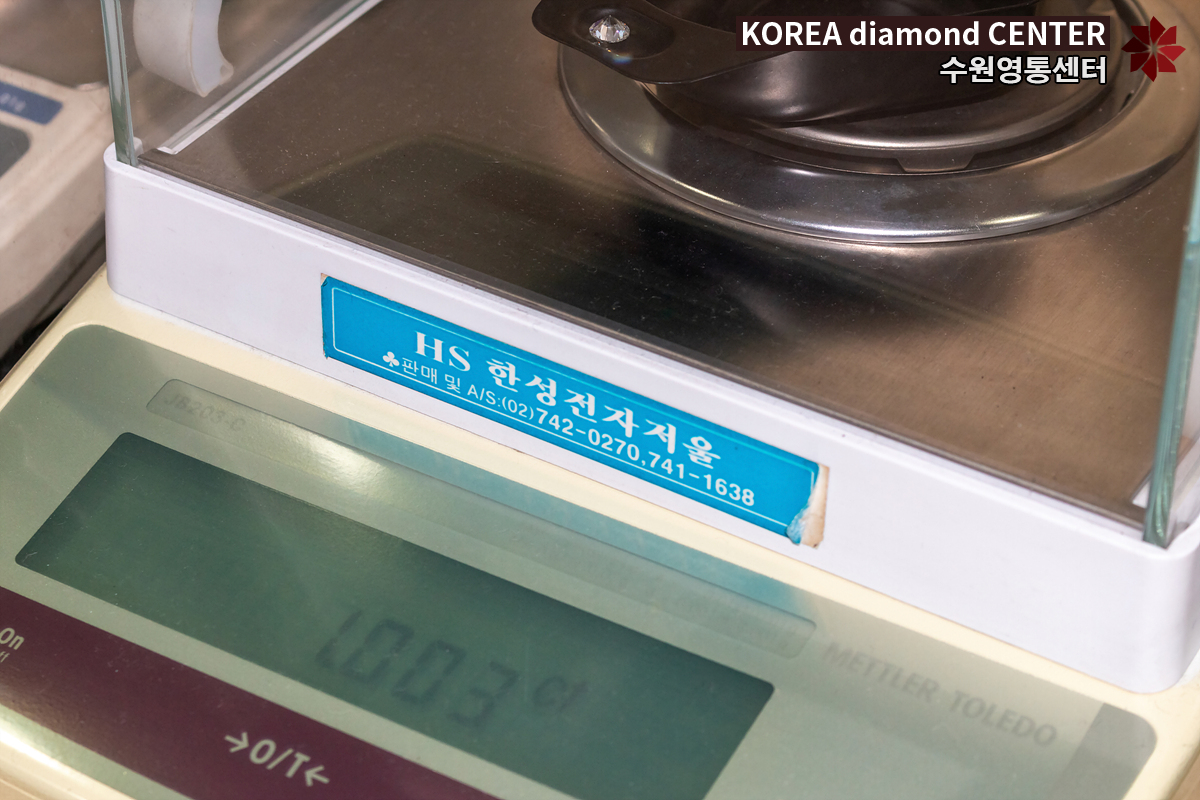 KOREA diamond CENTER
수원영통센터
HS 한성전자저울
♣판매 및 A/S:(02)742-0270,741-1638
JB203-C
METTLER TOLEDO
1.003 ct
On
→O/T←